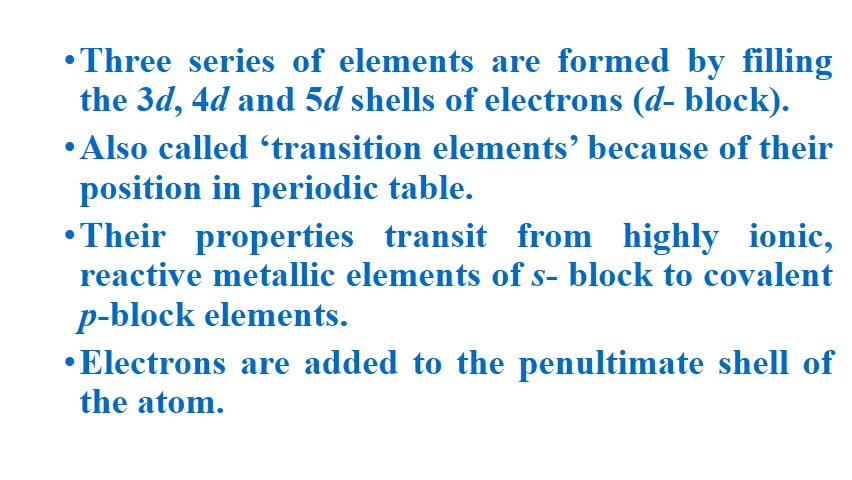 •Three series of elements are formed by filling
the 3d, 4d and 5d shells of electrons (d- block).
•Also called ‘transition elements’ because of their
position in periodic table.
•Their properties transit from highly ionic,
reactive metallic elements of s- block to covalent
p-block elements.
•Electrons are added to the penultimate shell of
the atom.